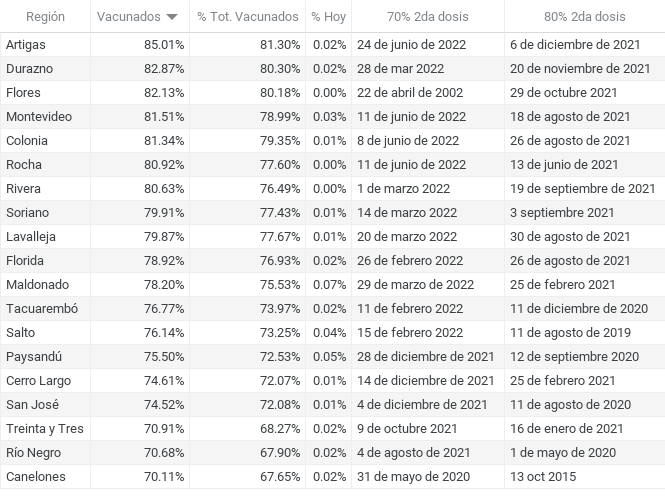 Región Vacunados % Tot. Vacunados % Hoy 70% 2da dosis 80% 2da dosis
Artigas 85.01% 81.30% 0.02% 24 de junio de 2022 6 de diciembre de 2021
Durazno 82.87% 80.30% 0.02% 28 de mar 2022 20 de noviembre de 2021
Flores 82.13% 80.18% 0.00% 22 de abril de 2002 29 de octubre 2021
Montevideo 81.51% 78.99% 0.03% 11 de junio de 2022 18 de agosto de 2021
Colonia 81.34% 79.35% 0.01% 8 de junio de 2022 26 de agosto de 2021
Rocha 80.92% 77.60% 0.00% 11 de junio de 2022 13 de junio de 2021
Rivera 80.63% 76.49% 0.00% 1 de marzo 2022 19 de septiembre de 2021
Soriano 79.91% 77.43% 0.01% 14 de marzo 2022 3 septiembre 2021
Lavalleja 79.87% 77.67% 0.01% 20 de marzo 2022 30 de agosto de 2021
Florida 78.92% 76.93% 0.02% 26 de febrero 2022 26 de agosto de 2021
Maldonado 78.20% 75.53% 0.07% 29 de marzo de 2022 25 de febrero 2021
Tacuarembó 76.77% 73.97% 0.02% 11 de febrero 2022 11 de diciembre de 2020
Salto 76.14% 73.25% 0.04% 15 de febrero 2022 11 de agosto de 2019
Paysandú 75.50% 72.53% 0.05% 28 de diciembre de 2021 12 de septiembre 2020
Cerro Largo 74.61% 72.07% 0.01% 14 de diciembre 2021 25 de febrero 2021
San José 74.52% 72.08% 0.01% 4 de diciembre de 2021 11 de agosto de 2020
Treinta y Tres 70.91% 68.27% 0.02% 9 de octubre 2021 16 de enero de 2021
Río Negro 70.68% 67.90% 0.02% 4 de agosto de 2021 1 de mayo de 2020
Canelones 70.11% 67.65% 0.02% 31 de mayo de 2020 13 oct 2015